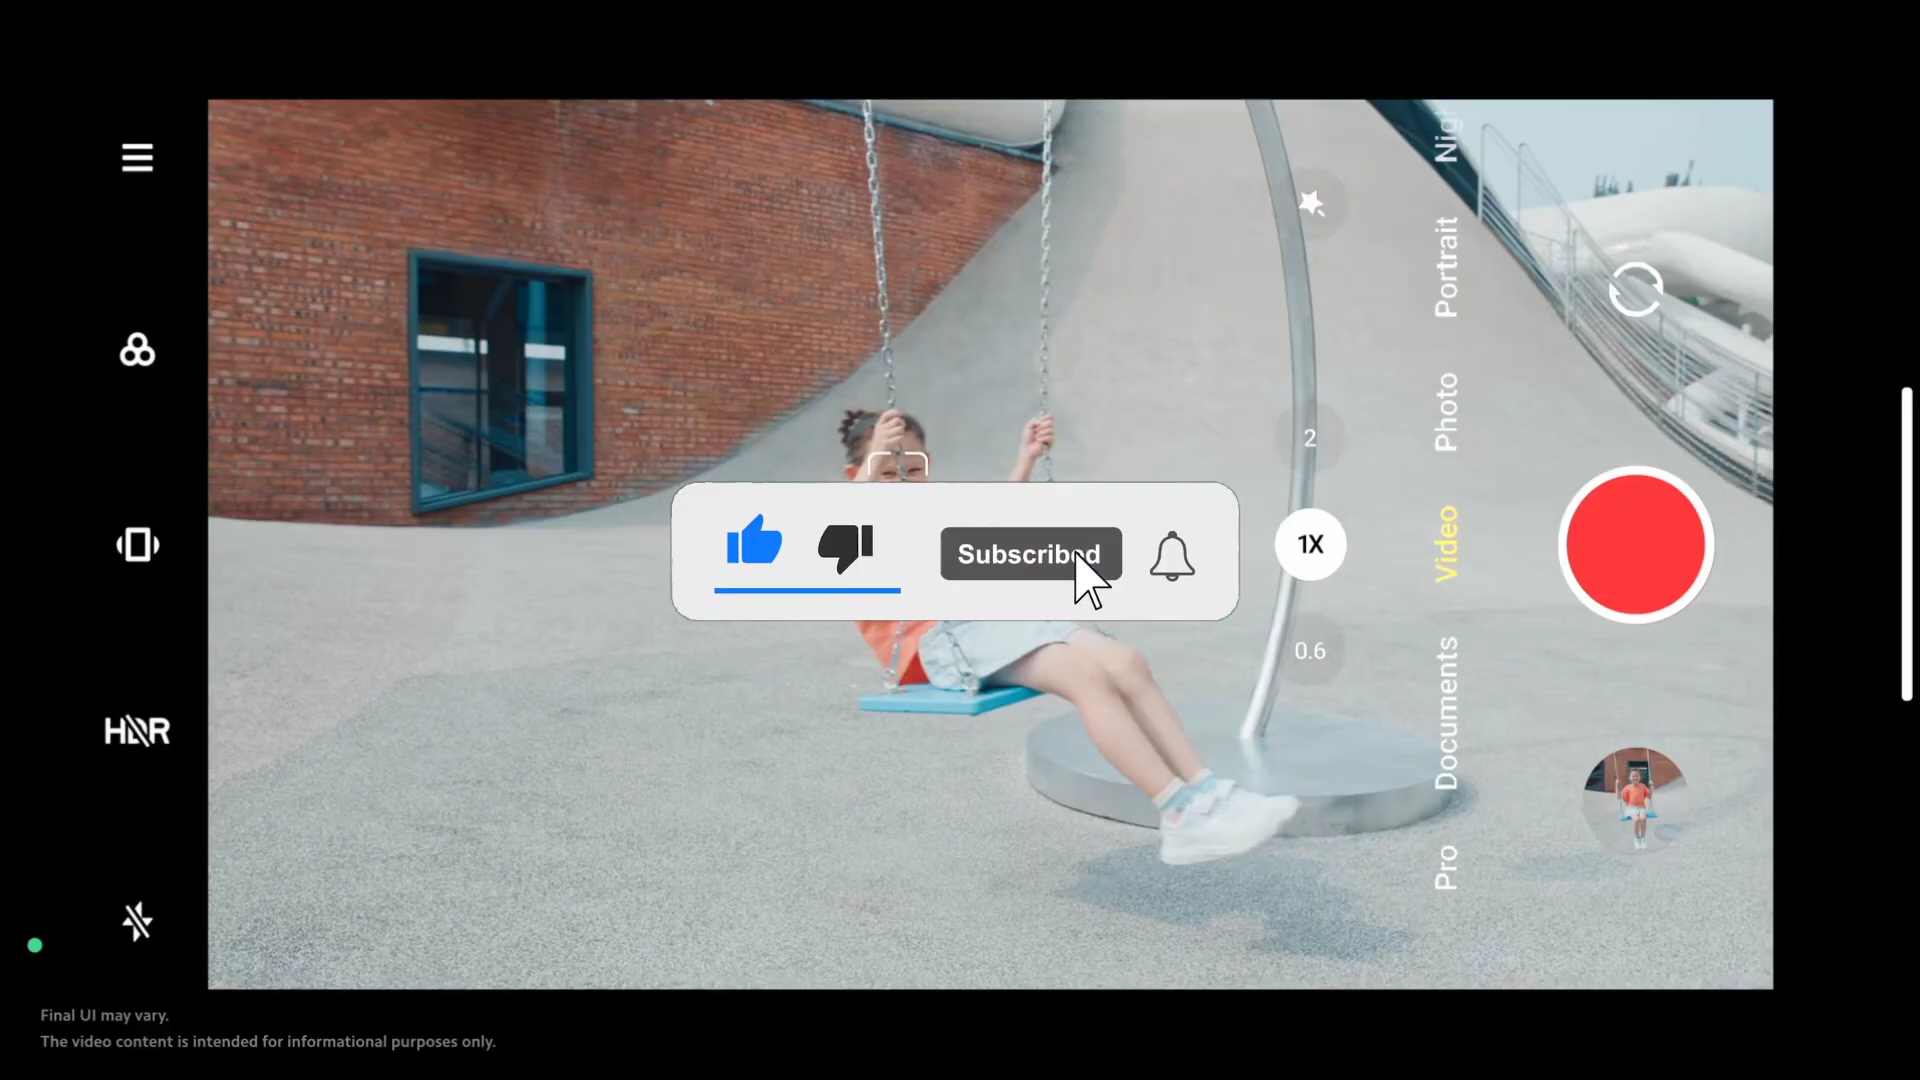 Nig
Portrait
Photo
Video
Documents
Pro
2
1X
0.6
HDR
Subscribed
Final UI may vary.
The video content is intended for informational purposes only.